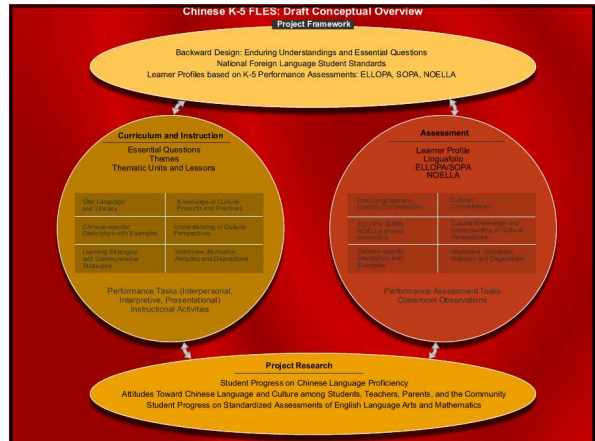 Chinese K-5 FLES: Draft Conceptual Overview
Project Framework
Backward Design: Enduring Understandings and Essential Questions
National Foreign Language Student Standards
Learner Profiles based on K-5 Performance Assessments: ELLOPA, SOPA, NOELLA
Curriculum and Instruction
Essential Questions
Themes
Thematic Units and Lessons
Oral Language
and Literacy
Knowledge of Cultural
Products and Practices
Chinese-specific
Descriptors with Examples
Understanding of Cultural
Perspectives
Learning Strategies
and Communicative
Strategies
Worldview, Motivation,
Attitudes and Dispositions
Performance Tasks (Interpersonal,
Interpretive, Presentational)
Instructional Activities
Assessment
Learner Profile
Linguafolio
ELLOPA/SOPA
NOELLA
Oral Language and
Literacy Competencies
Cultural
Competencies
ELLOPA, SOPA,
NOELLA
Cultural Knowledge and
Understanding of Cultural
Perspectives
Chinese-specific
Descriptors with
Examples
Worldview, Motivation,
Attitudes and Dispositions
Performance Assessment Tasks
Classroom Observations
Project Research
Student Progress on Chinese Language Proficiency
Attitudes Toward Chinese Language and Culture among Students, Teachers, Parents, and the Community
Student Progress on Standardized Assessments of English Language Arts and Mathematics